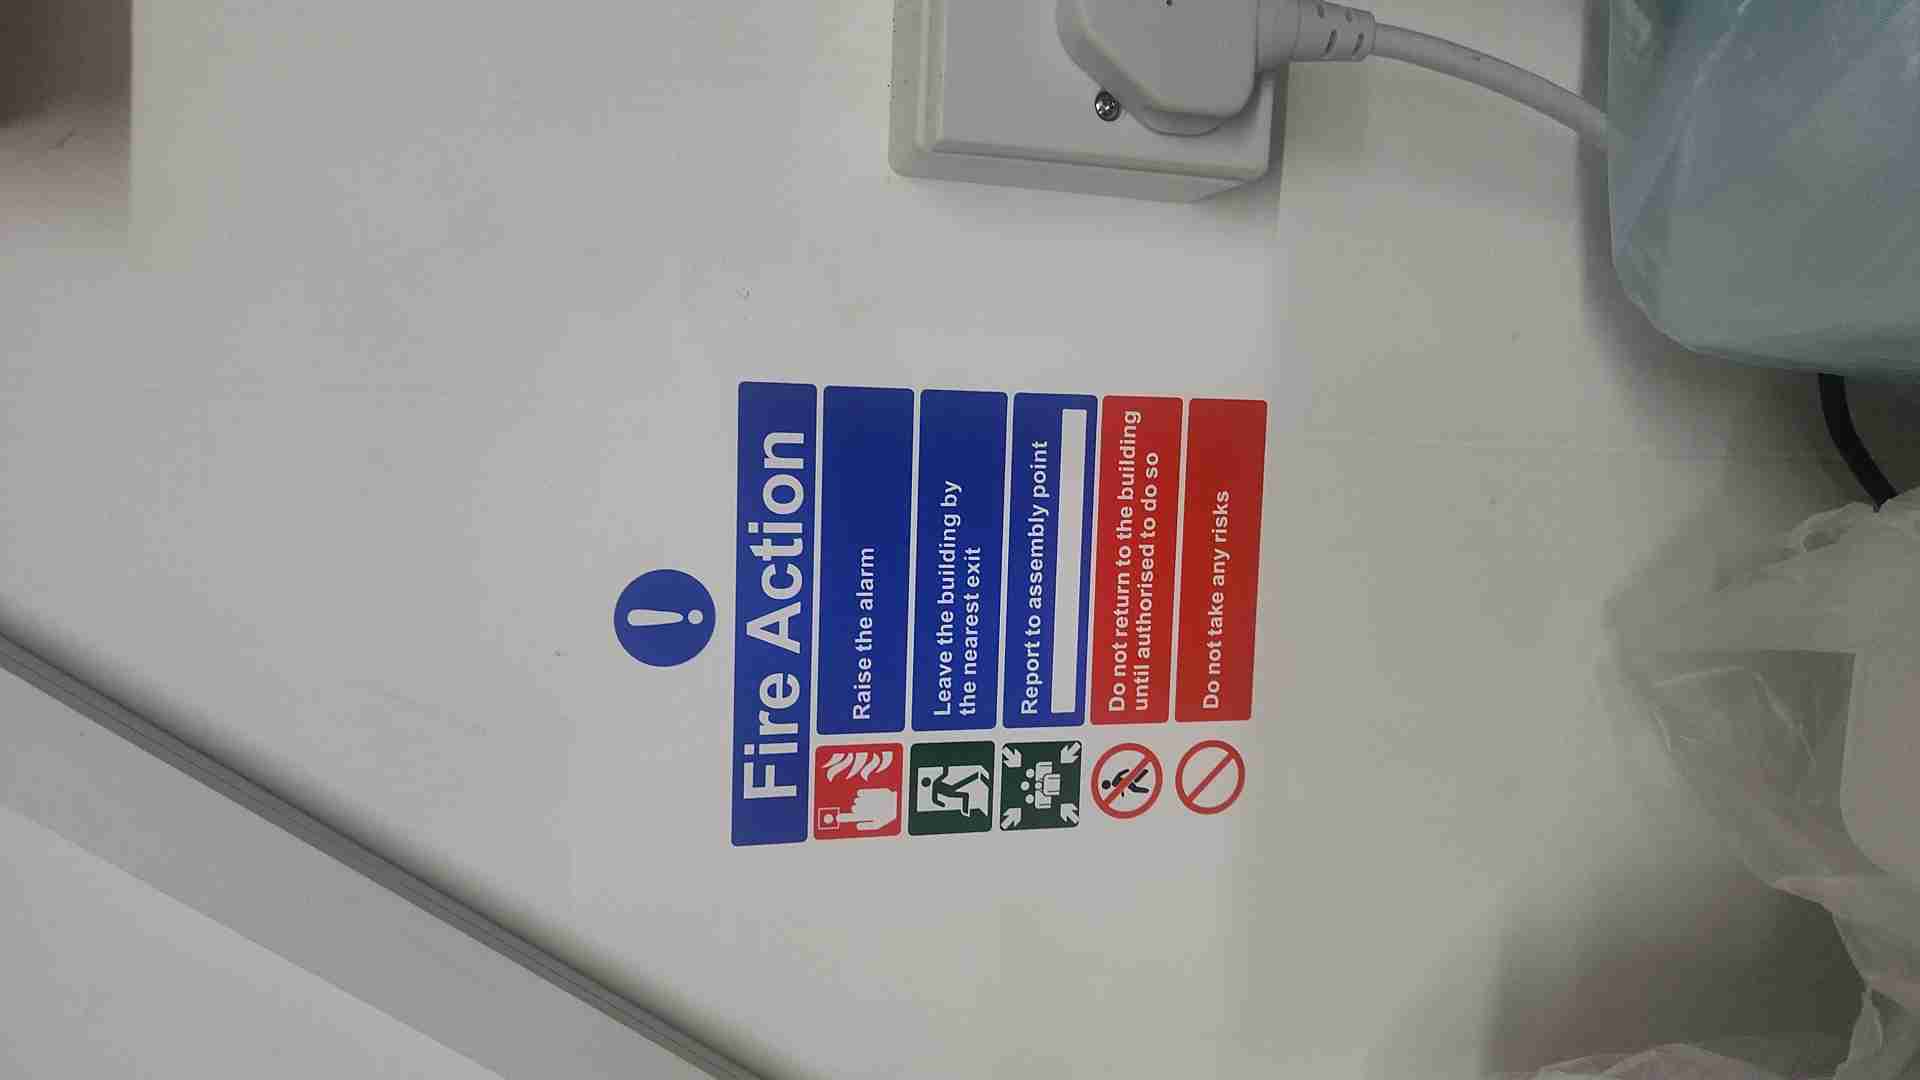 Fire Action
Raise the alarm
Leave the building by
the nearest exit
Report to assembly point
Do not return to the building
until authorised to do so
Do not take any risks